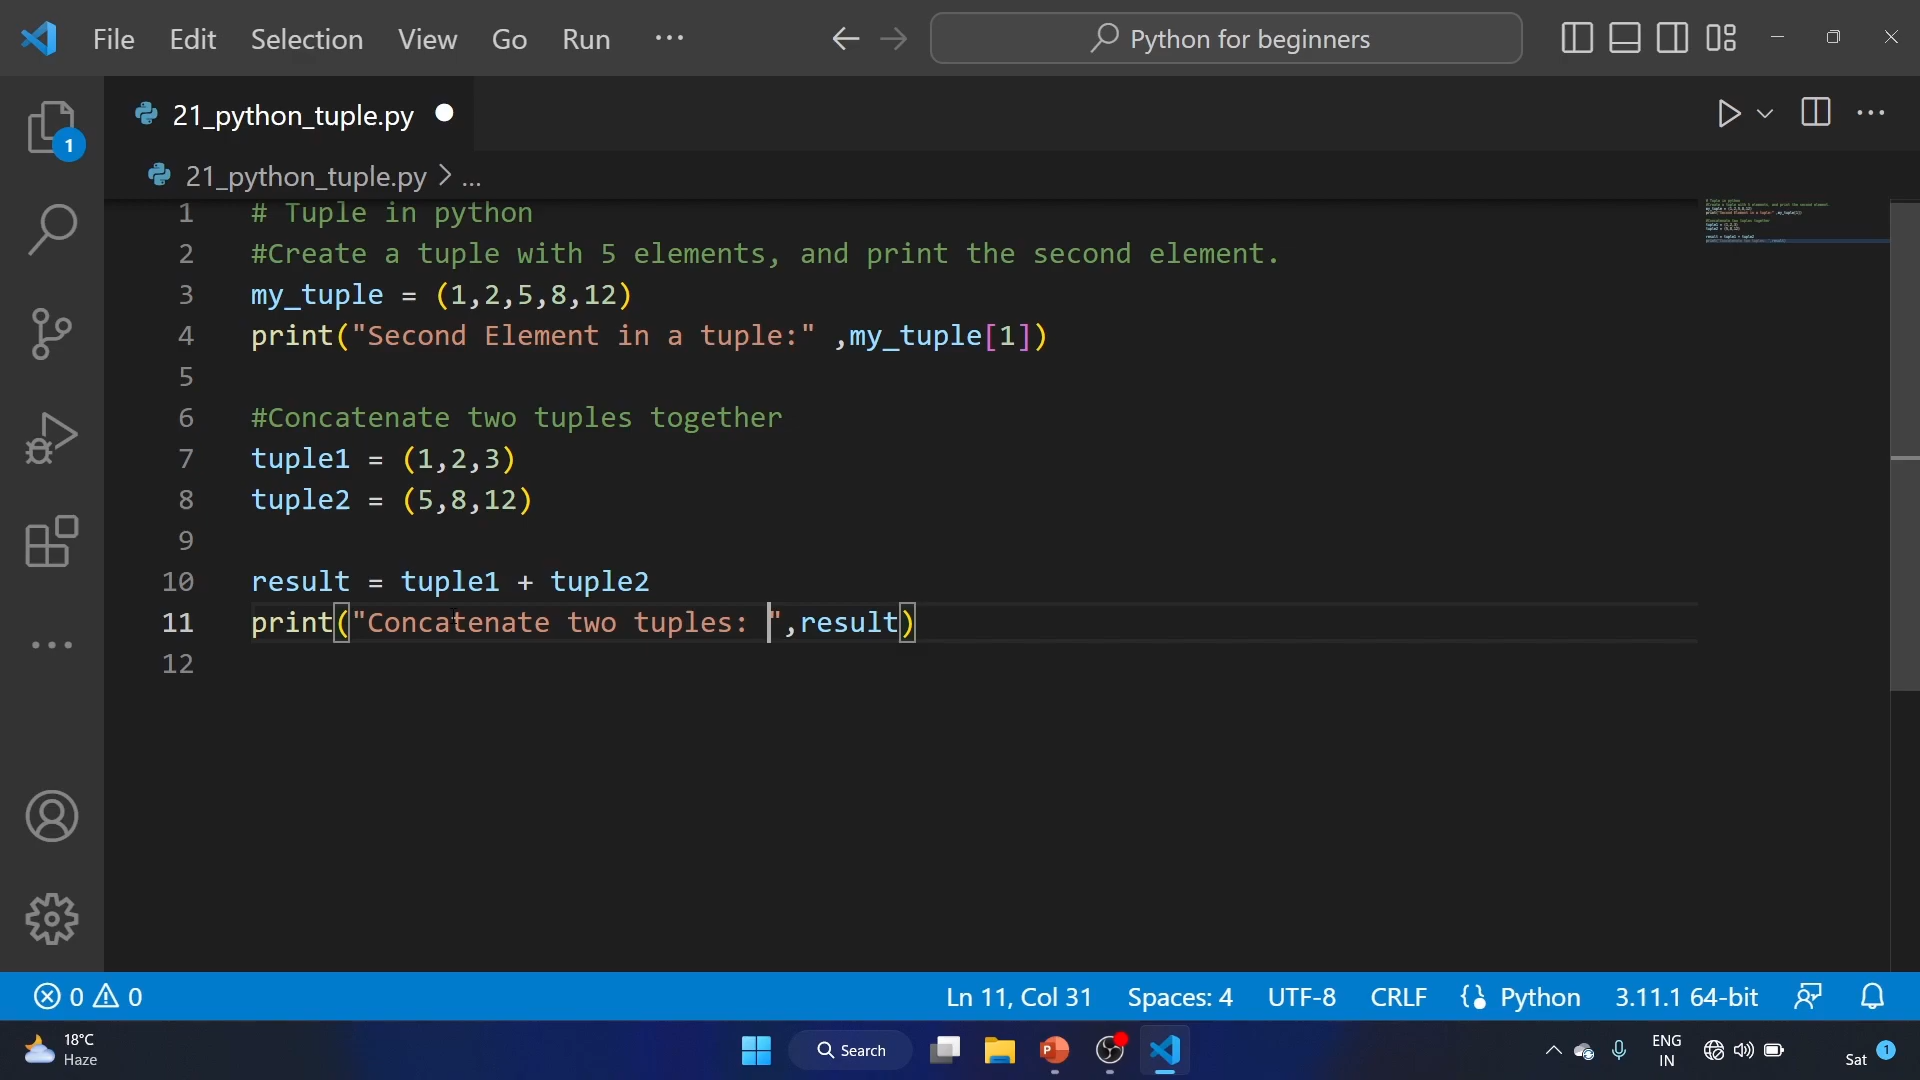 File Edit Selection View Go Run ... Python for beginners
1
21_python_tuple.py
21_python_tuple.py > ...
1 # Tuple in python
2 #Create a tuple with 5 elements, and print the second element.
3 my_tuple = (1,2,5,8,12)
4 print("Second Element in a tuple:" ,my_tuple[1])
5
6 #Concatenate two tuples together
7 tuple1 = (1,2,3)
8 tuple2 = (5,8,12)
9
10 result = tuple1 + tuple2
11 print("Concatenate two tuples: ",result)
12
0 0 Ln 11, Col 31 Spaces: 4 UTF-8 CRLF Python 3.11.1 64-bit
18°C
Haze
Search
ENG
IN
Sat 1